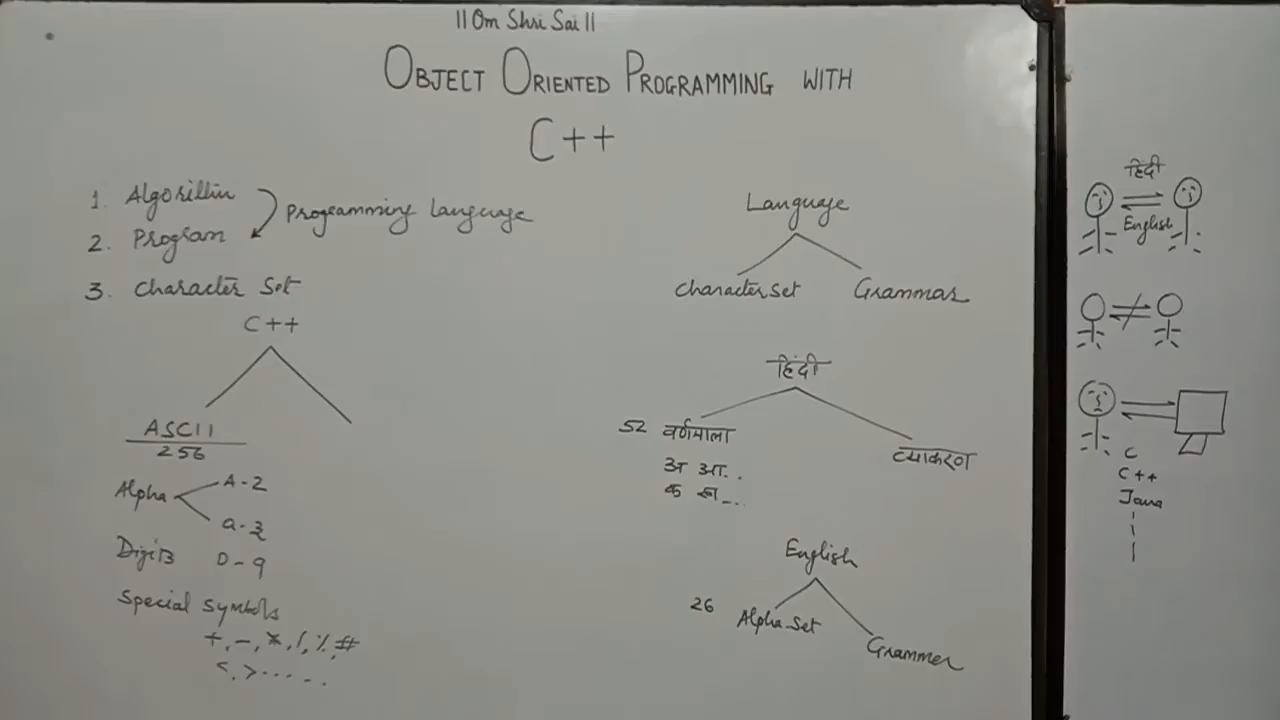 || Om Shri Sai ||
OBJECT ORIENTED PROGRAMMING WITH
C++
1. Algorithm
2. Program
Programming Language
3. Character Set
C++
ASCII
256
Alpha A-Z
a-z
Digits 0-9
Special Symbols
+, -, *, /, %, #
<, > .....
Language
Character Set Grammar
हिंदी
52 वर्णमाला व्याकरण
अ आ..
क ख _..
English
26 Alpha-Set Grammer
हिंदी
English
C
C++
Java